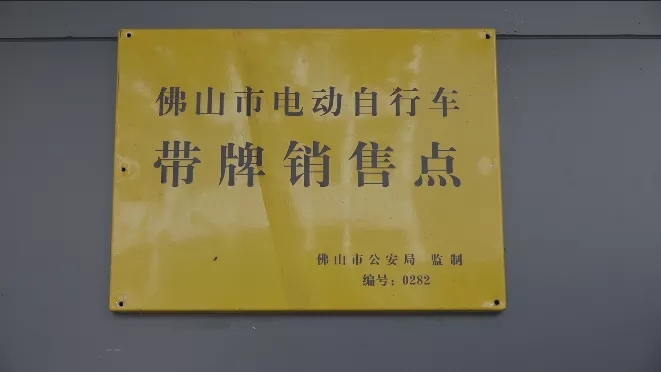 佛山市电动自行车
带牌销售点
佛山市公安局 监制
编号：0282